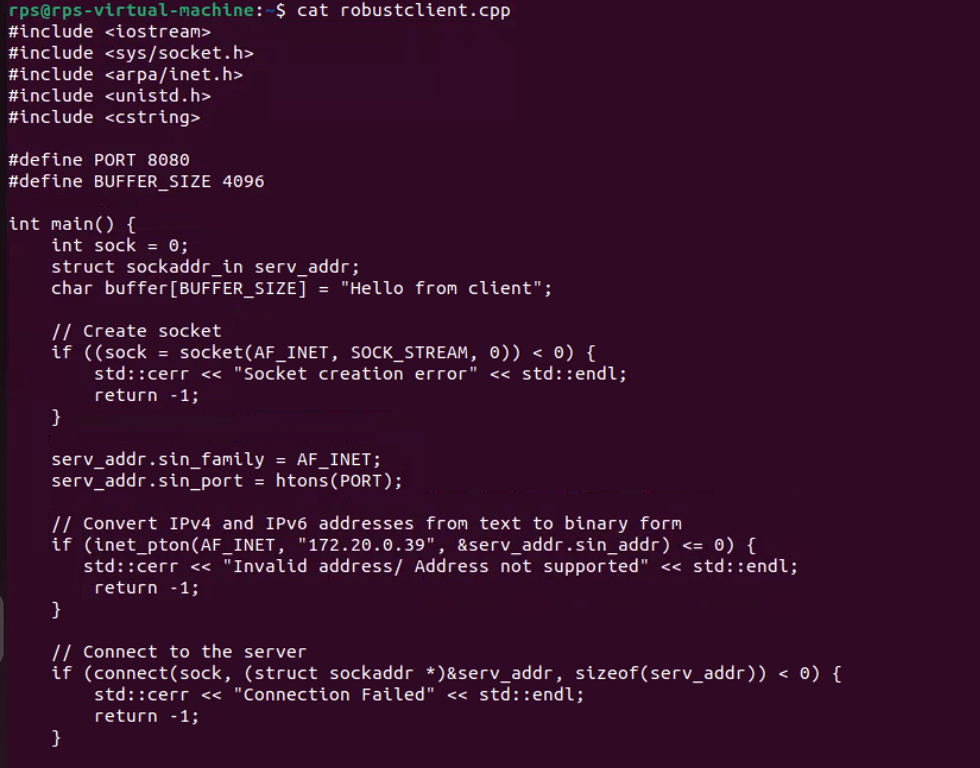 rps@rps-virtual-machine:~$ cat robustclient.cpp
#include <iostream>
#include <sys/socket.h>
#include <arpa/inet.h>
#include <unistd.h>
#include <cstring>

#define PORT 8080
#define BUFFER_SIZE 4096

int main() {
    int sock = 0;
    struct sockaddr_in serv_addr;
    char buffer[BUFFER_SIZE] = "Hello from client";

    // Create socket
    if ((sock = socket(AF_INET, SOCK_STREAM, 0)) < 0) {
        std::cerr << "Socket creation error" << std::endl;
        return -1;
    }

    serv_addr.sin_family = AF_INET;
    serv_addr.sin_port = htons(PORT);

    // Convert IPv4 and IPv6 addresses from text to binary form
    if (inet_pton(AF_INET, "172.20.0.39", &serv_addr.sin_addr) <= 0) {
       std::cerr << "Invalid address/ Address not supported" << std::endl;
        return -1;
    }

    // Connect to the server
    if (connect(sock, (struct sockaddr *)&serv_addr, sizeof(serv_addr)) < 0) {
        std::cerr << "Connection Failed" << std::endl;
        return -1;
    }